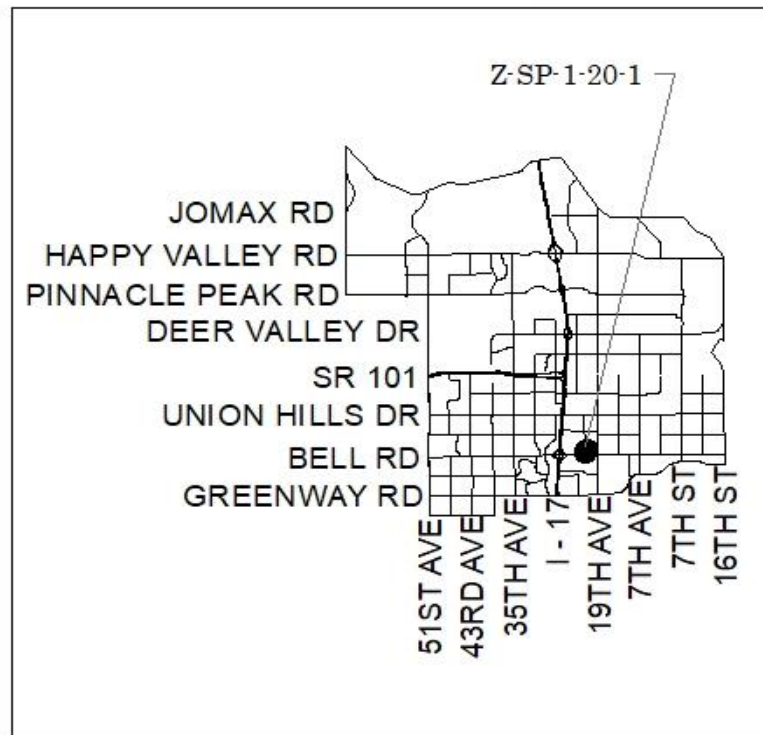 Z-SP-1-20-1
JOMAX RD
HAPPY VALLEY RD
PINNACLE PEAK RD
DEER VALLEY DR
SR 101
UNION HILLS DR
BELL RD
GREENWAY RD
51ST AVE
43RD AVE
35TH AVE
I - 17
19TH AVE
7TH AVE
7TH ST
16TH ST